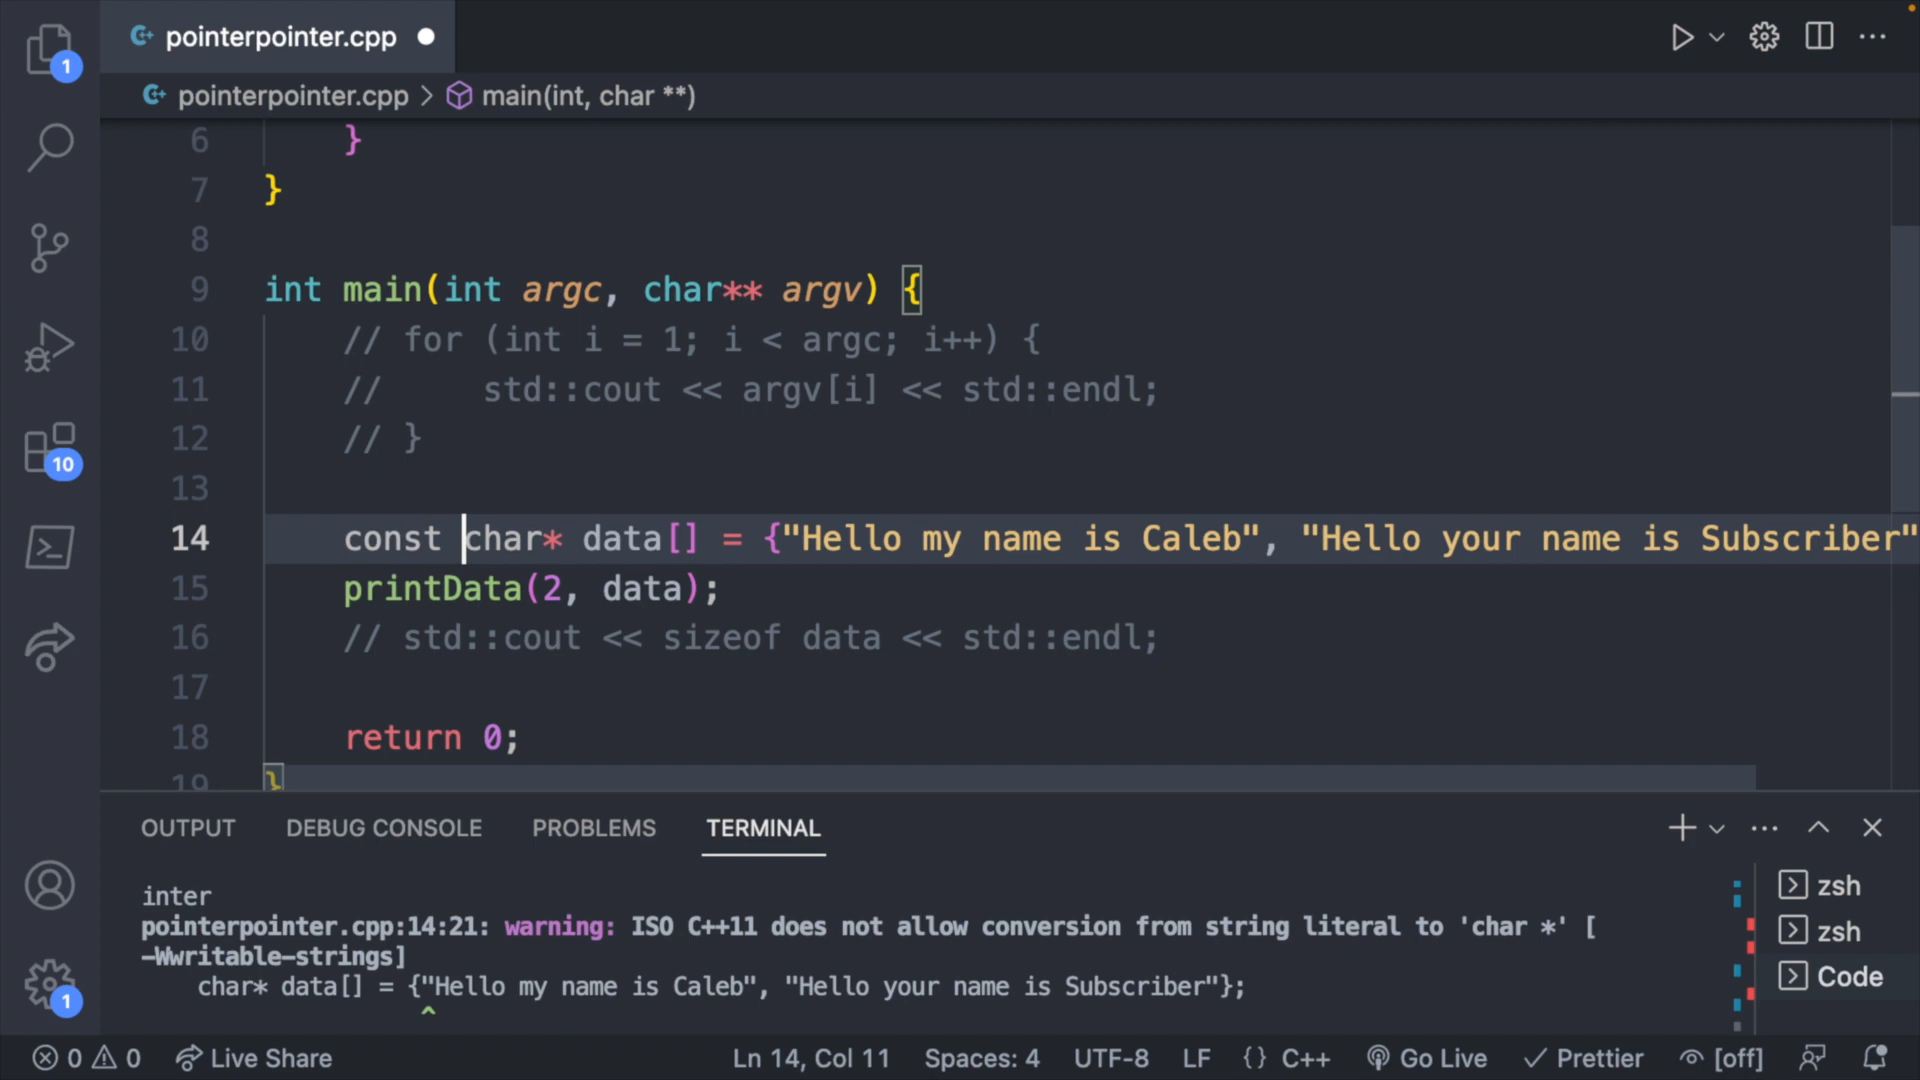 pointerpointer.cpp
pointerpointer.cpp > main(int, char **)
1
10
1
6 }
7 }
8
9 int main(int argc, char** argv) {
10 // for (int i = 1; i < argc; i++) {
11 //     std::cout << argv[i] << std::endl;
12 // }
13
14 const char* data[] = {"Hello my name is Caleb", "Hello your name is Subscriber"
15 printData(2, data);
16 // std::cout << sizeof data << std::endl;
17
18 return 0;
19 }
OUTPUT DEBUG CONSOLE PROBLEMS TERMINAL
inter
pointerpointer.cpp:14:21: warning: ISO C++11 does not allow conversion from string literal to 'char *' [
-Wwritable-strings]
char* data[] = {"Hello my name is Caleb", "Hello your name is Subscriber"};
^
zsh
zsh
Code
0 0 Live Share Ln 14, Col 11 Spaces: 4 UTF-8 LF {} C++ Go Live Prettier [off]